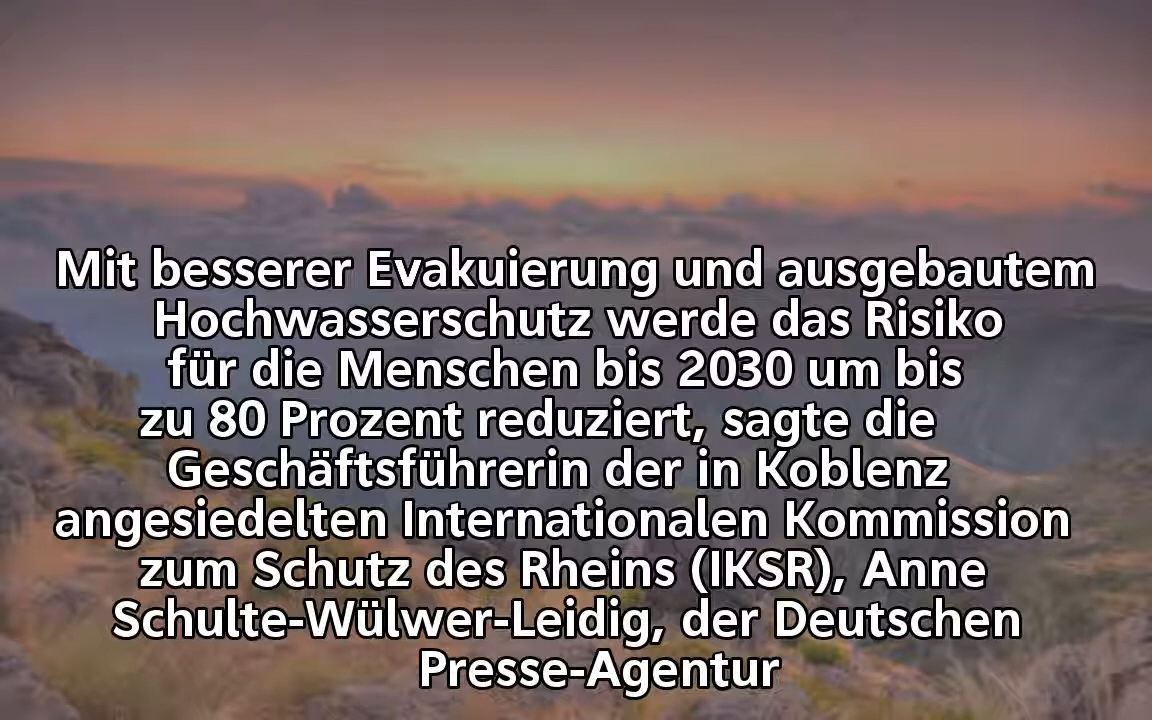 Mit besserer Evakuierung und ausgebautem
Hochwasserschutz werde das Risiko
für die Menschen bis 2030 um bis
zu 80 Prozent reduziert, sagte die
Geschäftsführerin der in Koblenz
angesiedelten Internationalen Kommission
zum Schutz des Rheins (IKSR), Anne
Schulte-Wülwer-Leidig, der Deutschen
Presse-Agentur